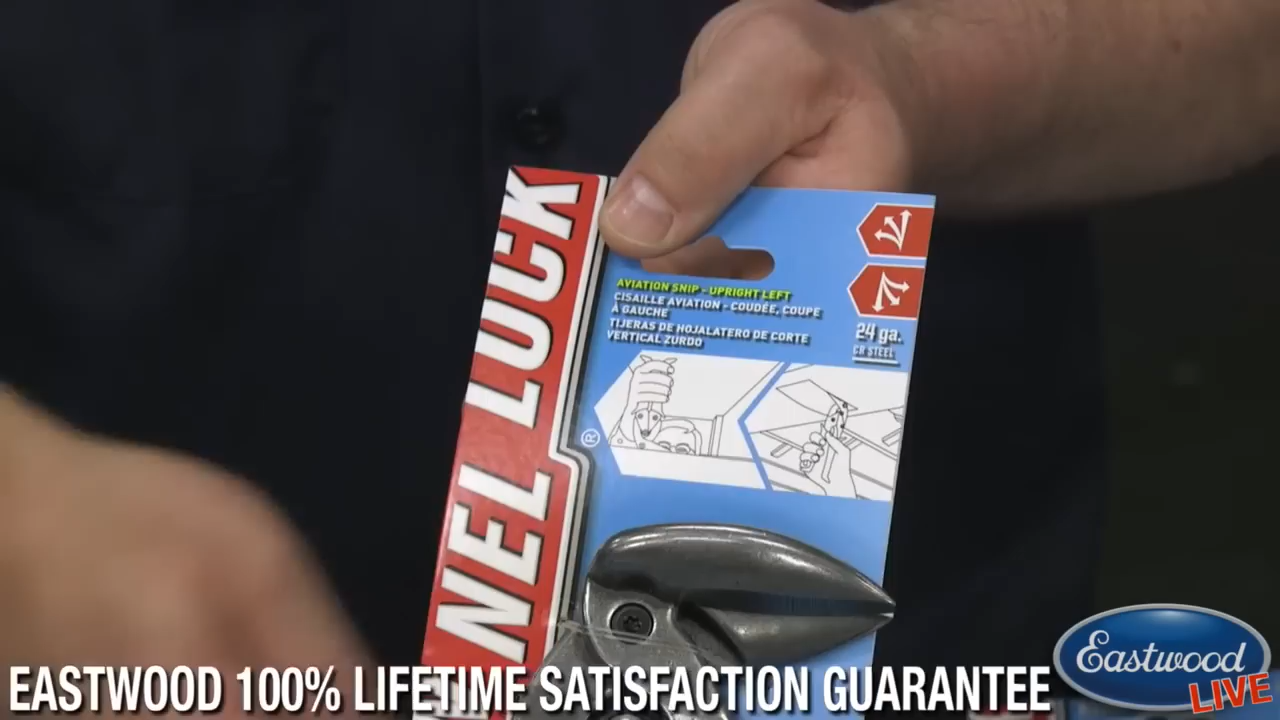 NEL LOCK
®
AVIATION SNIP - UPRIGHT LEFT
CISAILLE AVIATION - COUDÉE, COUPE
À GAUCHE
TIJERAS DE HOJALATERO DE CORTE
VERTICAL ZURDO
24 ga.
CR STEEL
EASTWOOD 100% LIFETIME SATISFACTION GUARANTEE
Eastwood
LIVE